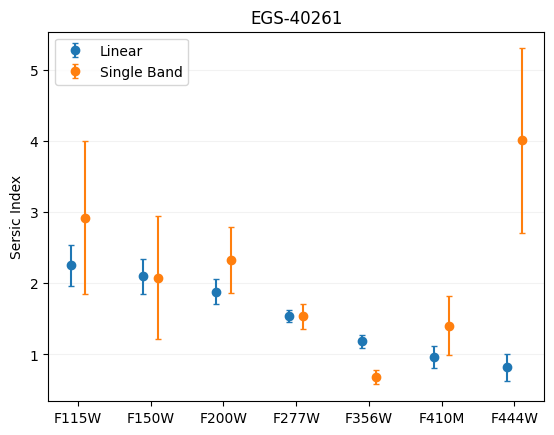 EGS-40261
Linear
Single Band
Sersic Index
5
4
3
2
1
F115W F150W F200W F277W F356W F410M F444W